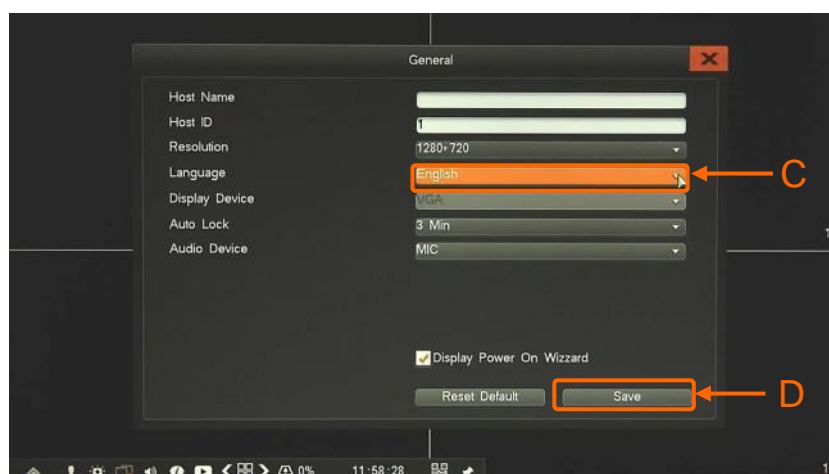 General
Host Name
Host ID 1
Resolution 1280*720
Language English C
Display Device VGA
Auto Lock 3 Min
Audio Device MIC
Display Power On Wizzard
Reset Default Save D
0% 11:58:28